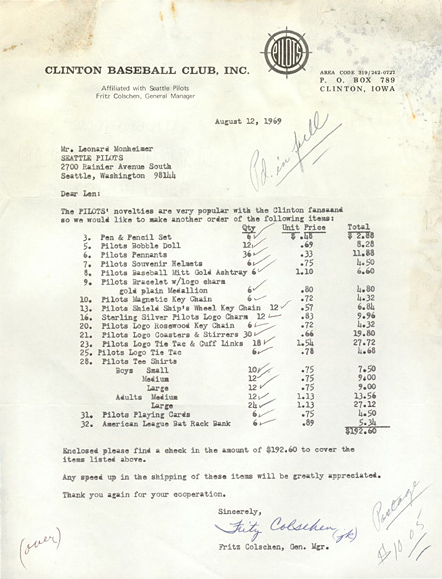 PILOTS
CLINTON BASEBALL CLUB, INC.
Affiliated with Seattle Pilots
Fritz Colschen, General Manager
AREA CODE 319/242-0727
P. O. BOX 789
CLINTON, IOWA
August 12, 1969
Pd. in full
Mr. Leonard Monheimer
SEATTLE PILOTS
2700 Rainier Avenue South
Seattle, Washington 98144
Dear Len:
The PILOTS' novelties are very popular with the Clinton fansaand
so we would like to make another order of the following items:
Qty Unit Price Total
3. Pen & Pencil Set 6 $ .48 $ 2.88
5. Pilots Bobble Doll 12 .69 8.28
6. Pilots Pennants 36 .33 11.88
7. Pilots Souvenir Helmets 6 .75 4.50
8. Pilots Baseball Mitt Gold Ashtray 6 1.10 6.60
9. Pilots Bracelet w/logo charm
gold plain Medallion 6 .80 4.80
10. Pilots Magnetic Key Chain 6 .72 4.32
13. Pilots Shield Ship's Wheel Key Chain 12 .57 6.84
16. Sterling Silver Pilots Logo Charm 12 .83 9.96
20. Pilots Logo Rosewood Key Chain 6 .72 4.32
21. Pilots Logo Coasters & Stirrers 30 .66 19.80
23. Pilots Logo Tie Tac & Cuff Links 18 1.54 27.72
25. Pilots Logo Tie Tac 6 .78 4.68
28. Pilots Tee Shirts
Boys Small 10 .75 7.50
Medium 12 .75 9.00
Large 12 .75 9.00
Adults Medium 12 1.13 13.56
Large 24 1.13 27.12
31. Pilots Playing Cards 6 .75 4.50
32. American League Bat Rack Bank 6 .89 5.34
$192.60
Enclosed please find a check in the amount of $192.60 to cover the
items listed above.
Any speed up in the shipping of these items will be greatly appreciated.
Thank you again for your cooperation.
Sincerely,
Fritz Colschen (gk)
Fritz Colschen, Gen. Mgr.
(over)
Postage
$10.05